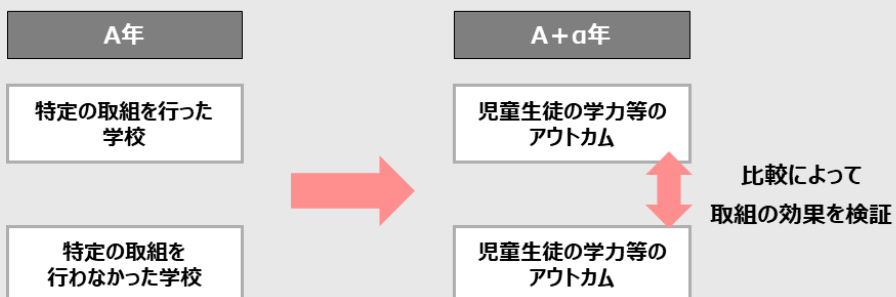 A年
A+α年
特定の取組を行った
学校
児童生徒の学力等の
アウトカム
比較によって
取組の効果を検証
特定の取組を
行わなかった学校
児童生徒の学力等の
アウトカム